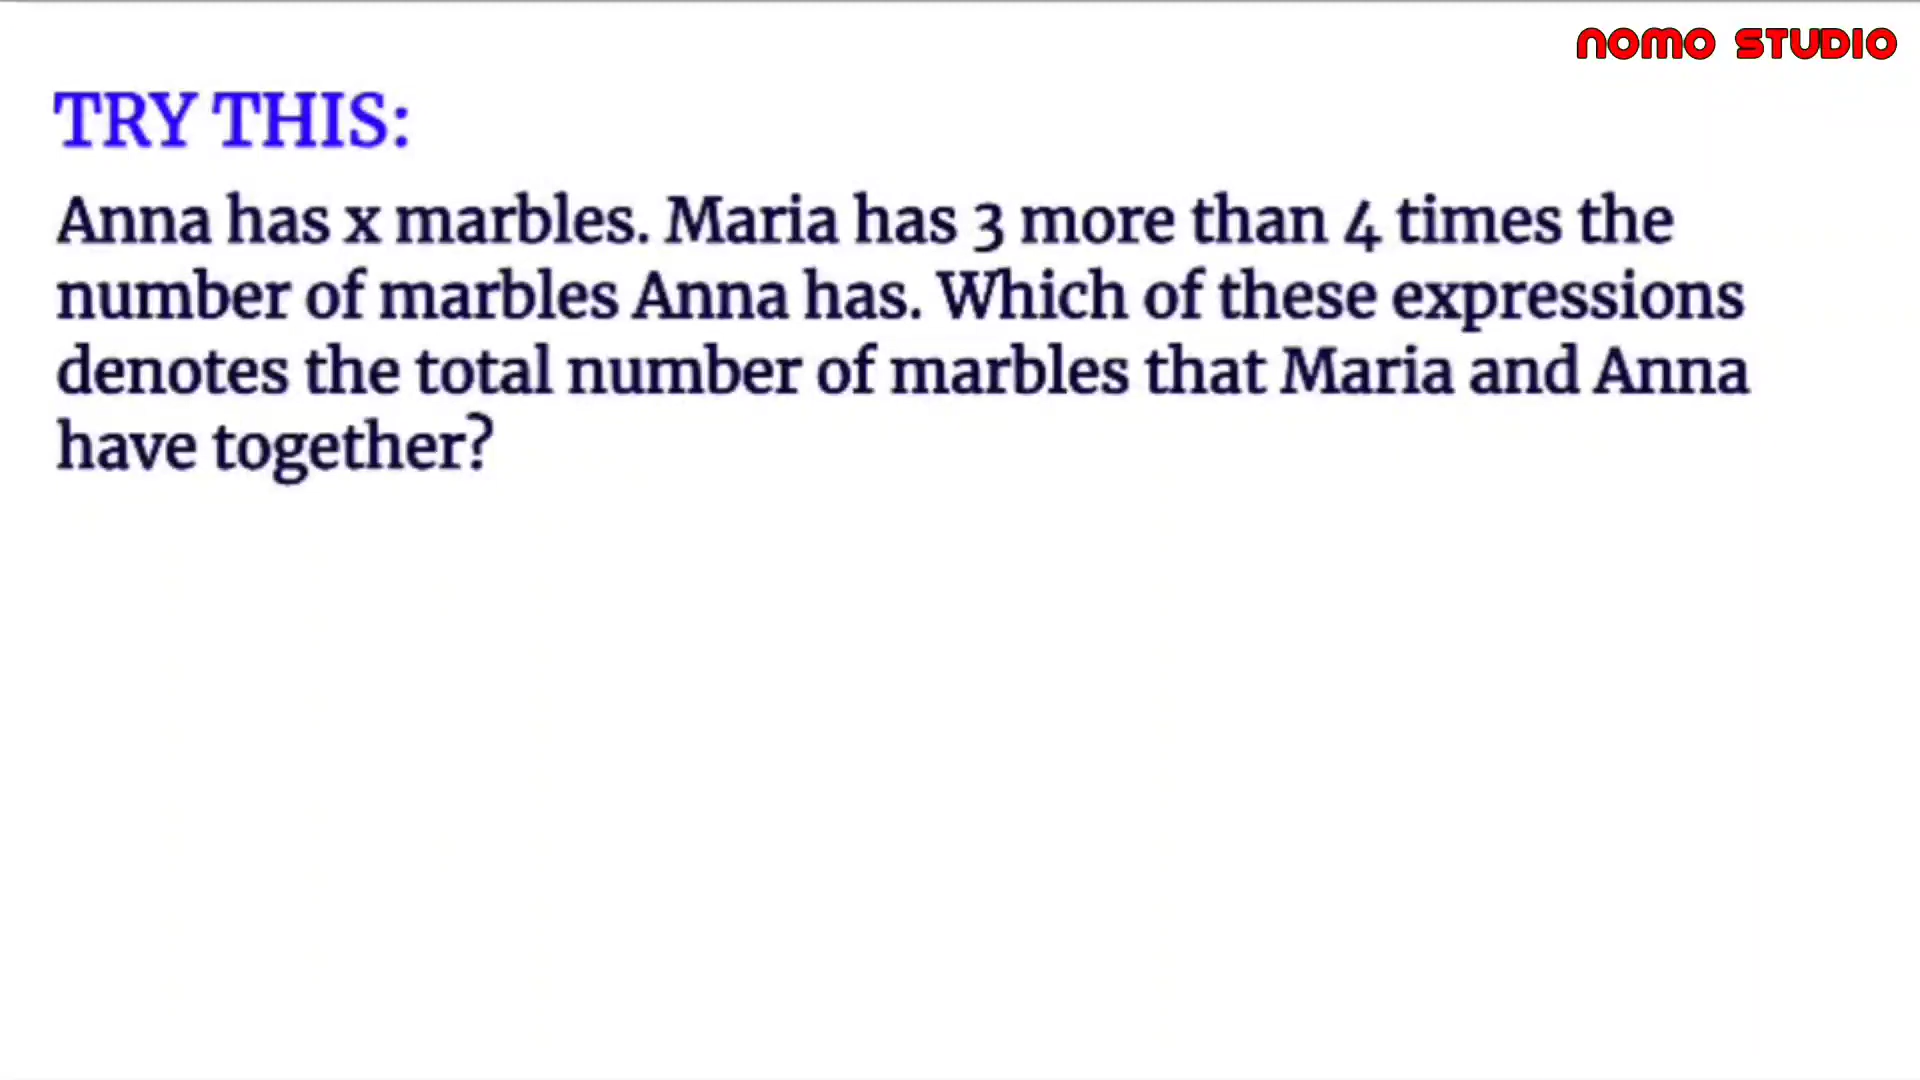 NOMO STUDIO
TRY THIS:
Anna has x marbles. Maria has 3 more than 4 times the
number of marbles Anna has. Which of these expressions
denotes the total number of marbles that Maria and Anna
have together?